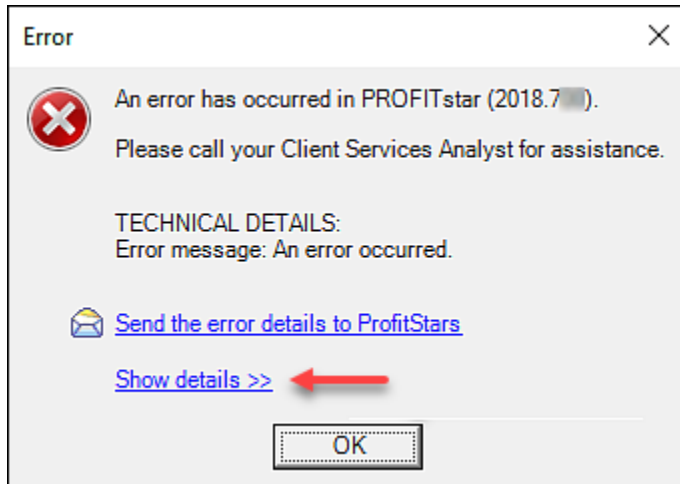 Error
An error has occurred in PROFITstar (2018.7
).
Please call your Client Services Analyst for assistance.
TECHNICAL DETAILS:
Error message: An error occurred.
Send the error details to ProfitStars
Show details >>
OK